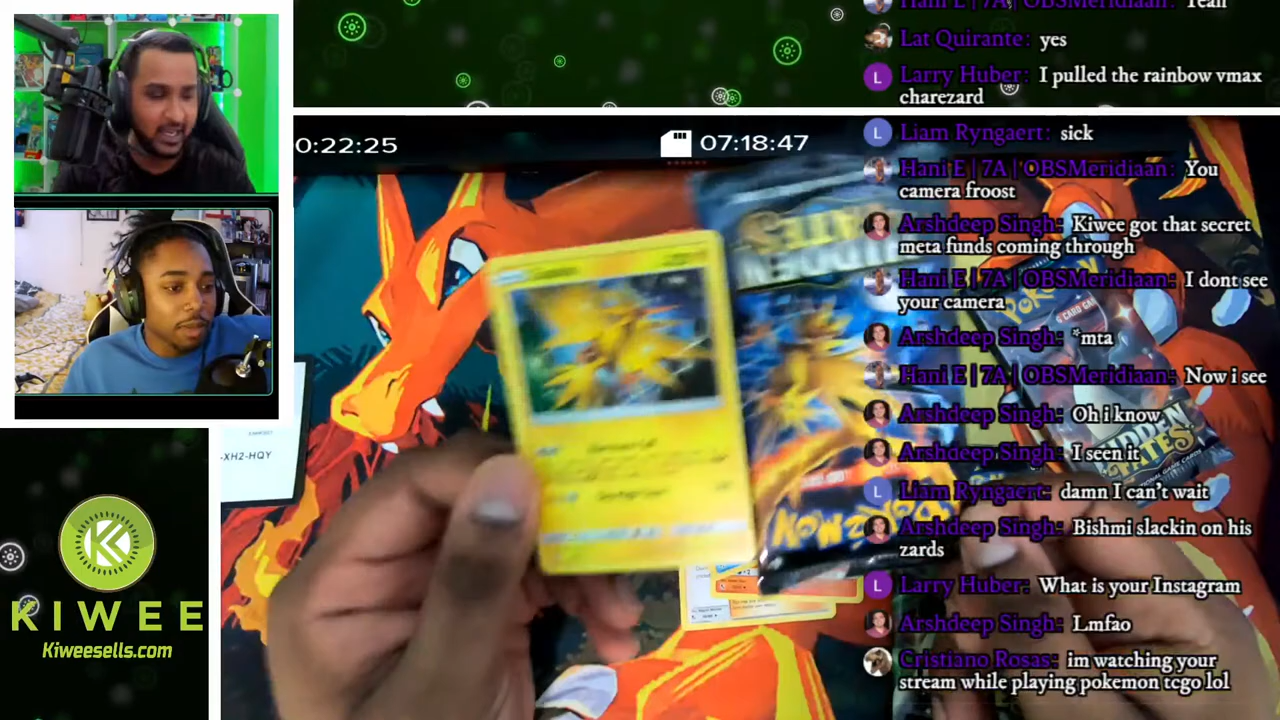 Hani E | 7A | OBSMeridiaan: Yeah
Lat Quirante: yes
Larry Huber: I pulled the rainbow vmax
charezard
0:22:25
07:18:47
Liam Ryngaert: sick
Hani E | 7A | OBSMeridiaan: You
camera froost
Arshdeep Singh: Kiwee got that secret
meta funds coming through
Hani E | 7A | OBSMeridiaan: I dont see
your camera
Arshdeep Singh: *mta
Hani E | 7A | OBSMeridiaan: Now i see
Arshdeep Singh: Oh i know
Arshdeep Singh: I seen it
Liam Ryngaert: damn I can't wait
Arshdeep Singh: Bishmi slackin on his
zards
Larry Huber: What is your Instagram
Arshdeep Singh: Lmfao
Cristiano Rosas: im watching your
stream while playing pokemon tcgo lol
-XH2-HQY
HIDDEN
FATES
K
KIWEE
Kiweesells.com